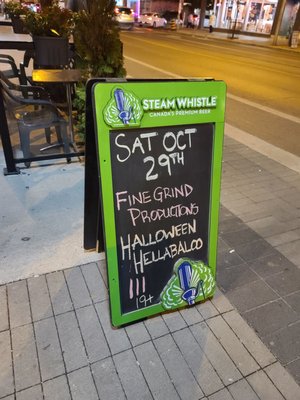 STEAM WHISTLE
CANADA'S PREMIUM BEER
SAT OCT
29TH
FINE GRIND
PRODUCTIONS
HALLOWEEN
HELLABALOO
!!!
19+